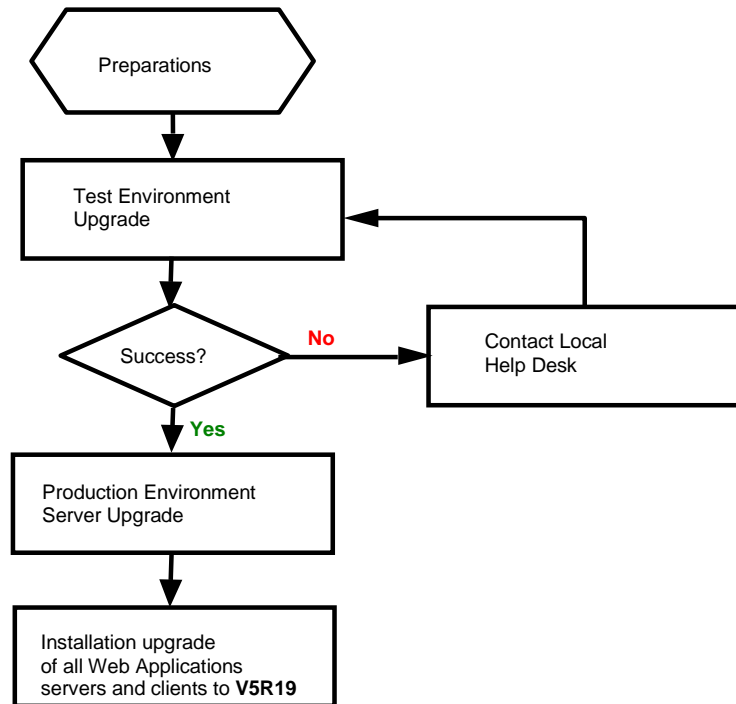 Preparations
Test Environment
Upgrade
Success?
No
Contact Local
Help Desk
Yes
Production Environment
Server Upgrade
Installation upgrade
of all Web Applications
servers and clients to V5R19